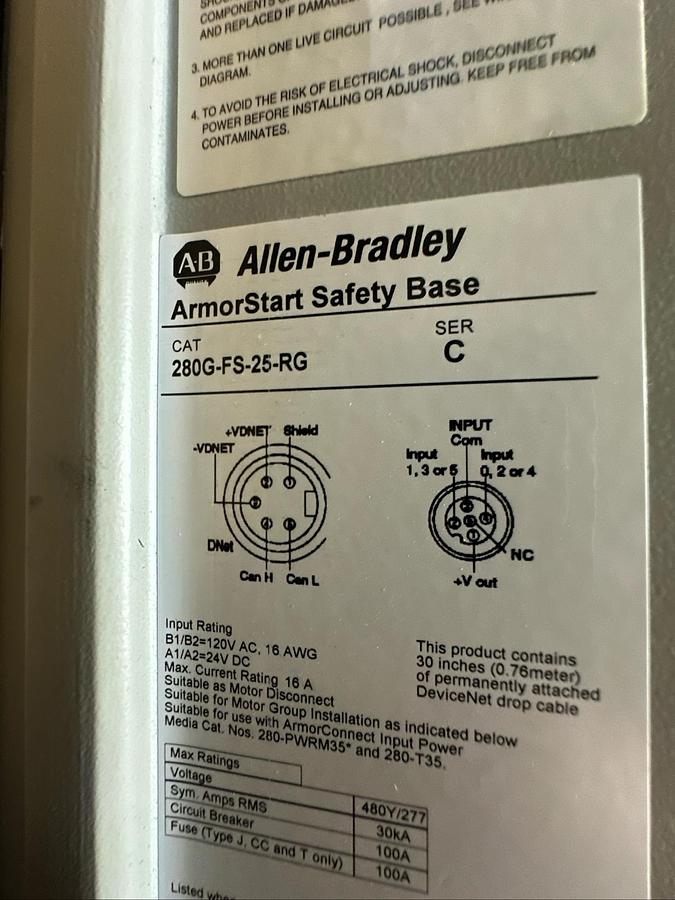 COMPONENTS
AND REPLACED IF DAMAGED
3. MORE THAN ONE LIVE CIRCUIT POSSIBLE, SEE
DIAGRAM.
4. TO AVOID THE RISK OF ELECTRICAL SHOCK, DISCONNECT
POWER BEFORE INSTALLING OR ADJUSTING. KEEP FREE FROM
CONTAMINATES.
A·B Allen-Bradley
ArmorStart Safety Base
CAT SER
280G-FS-25-RG C
+VDNET Shield
-VDNET
DNet
Can H Can L
INPUT
Com
Input Input
1, 3 or 5 0, 2 or 4
NC
+V out
Input Rating
B1/B2=120V AC, 16 AWG
A1/A2=24V DC
Max. Current Rating 16 A
Suitable as Motor Disconnect
Suitable for Motor Group Installation as indicated below
Suitable for use with ArmorConnect Input Power
Media Cat. Nos. 280-PWRM35* and 280-T35.
This product contains
30 inches (0.76meter)
of permanently attached
DeviceNet drop cable
Max Ratings
Voltage 480Y/277
Sym. Amps RMS 30kA
Circuit Breaker 100A
Fuse (Type J, CC and T only) 100A
Listed